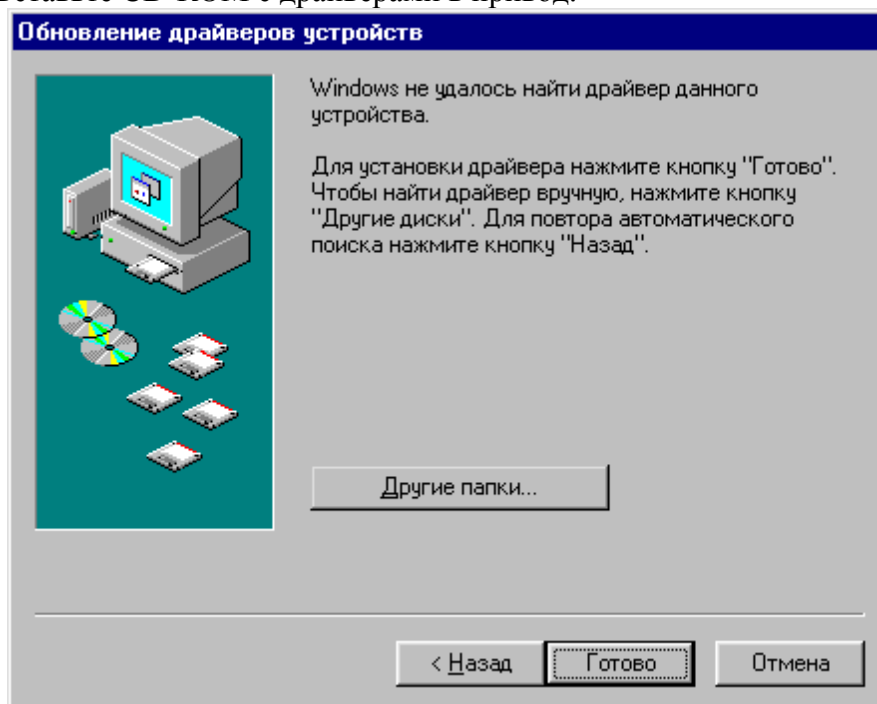 Обновление драйверов устройств
Windows не удалось найти драйвер данного
устройства.
Для установки драйвера нажмите кнопку "Готово".
Чтобы найти драйвер вручную, нажмите кнопку
"Другие диски". Для повтора автоматического
поиска нажмите кнопку "Назад".
Другие папки...
< Назад Готово Отмена